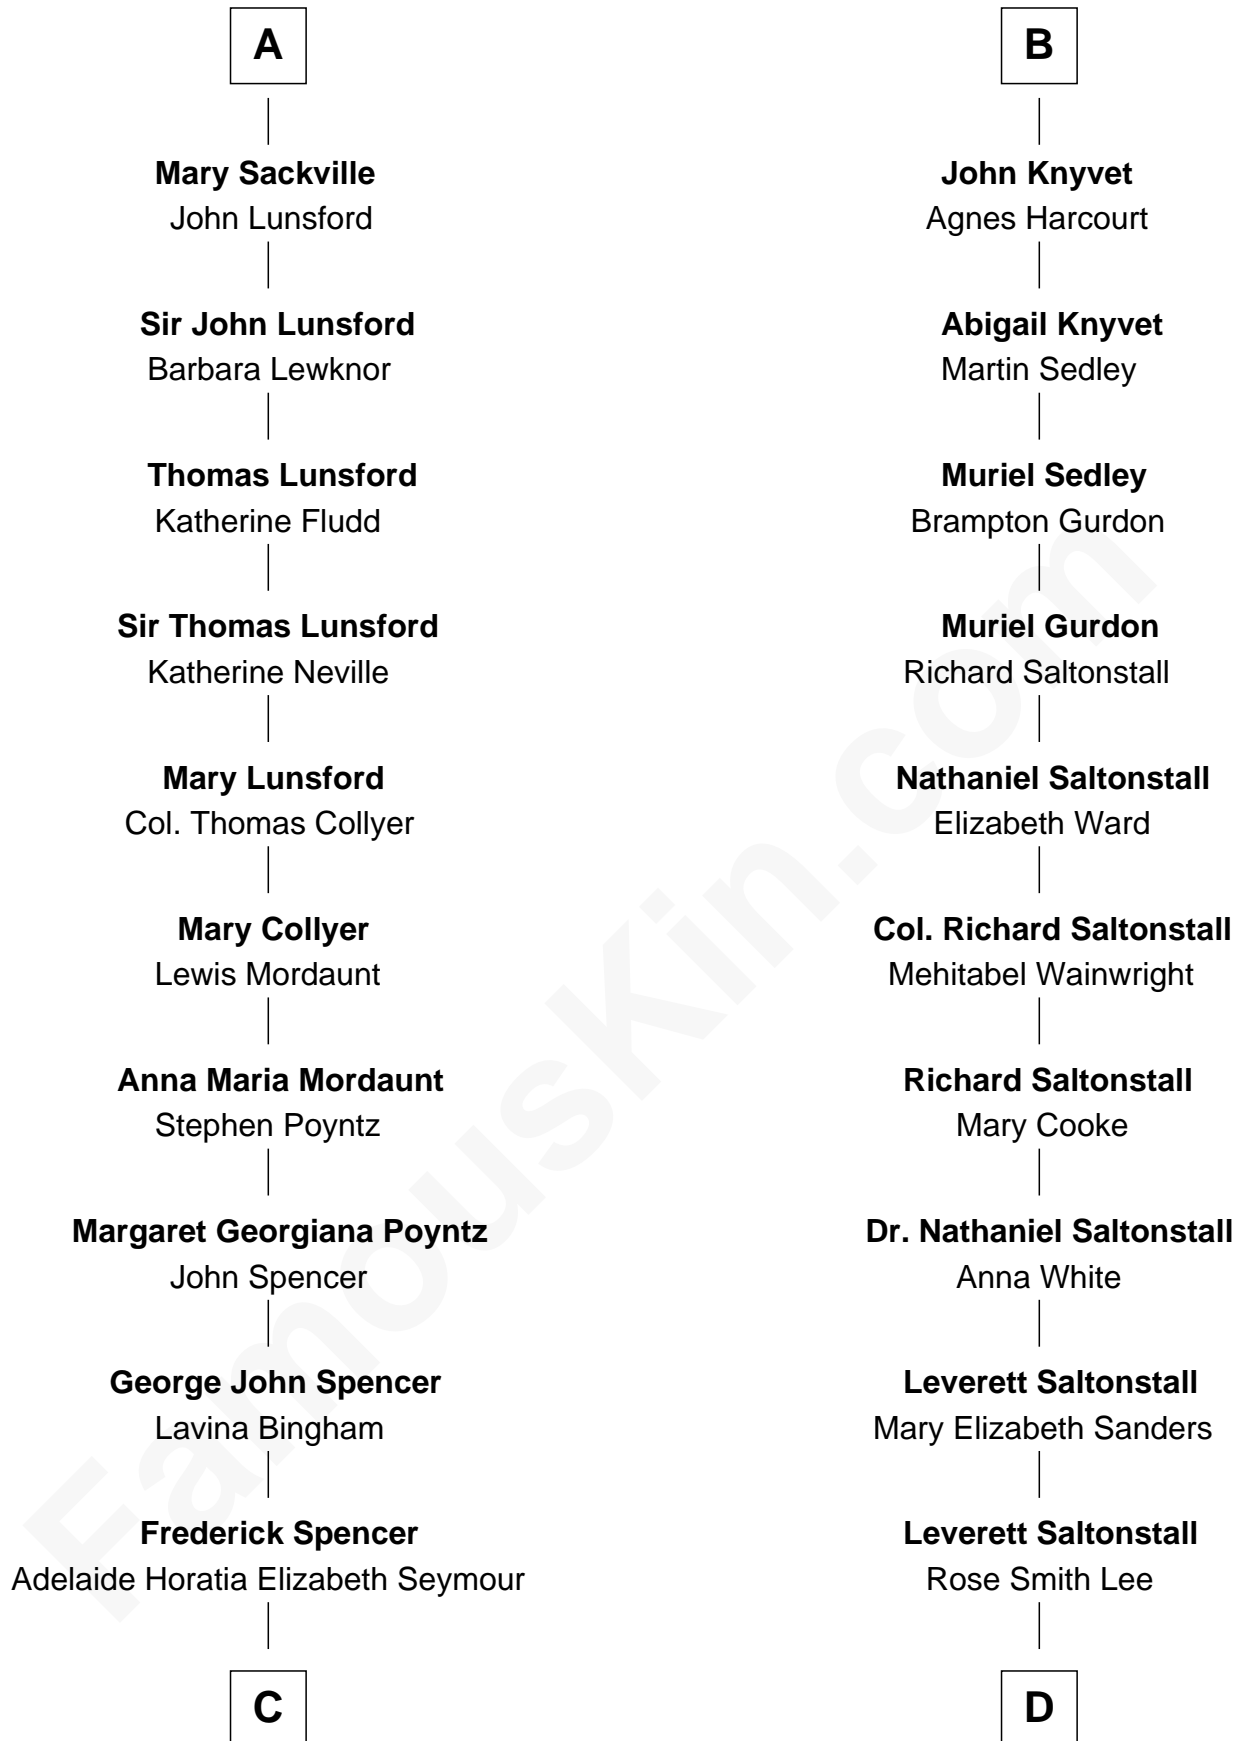 A
Mary Sackville
John Lunsford
Sir John Lunsford
Barbara Lewknor
Thomas Lunsford
Katherine Fludd
Sir Thomas Lunsford
Katherine Neville
Mary Lunsford
Col. Thomas Collyer
Mary Collyer
Lewis Mordaunt
Anna Maria Mordaunt
Stephen Poyntz
Margaret Georgiana Poyntz
John Spencer
George John Spencer
Lavina Bingham
Frederick Spencer
Adelaide Horatia Elizabeth Seymour
C
B
John Knyvet
Agnes Harcourt
Abigail Knyvet
Martin Sedley
Muriel Sedley
Brampton Gurdon
Muriel Gurdon
Richard Saltonstall
Nathaniel Saltonstall
Elizabeth Ward
Col. Richard Saltonstall
Mehitabel Wainwright
Richard Saltonstall
Mary Cooke
Dr. Nathaniel Saltonstall
Anna White
Leverett Saltonstall
Mary Elizabeth Sanders
Leverett Saltonstall
Rose Smith Lee
D
FamousKin.com